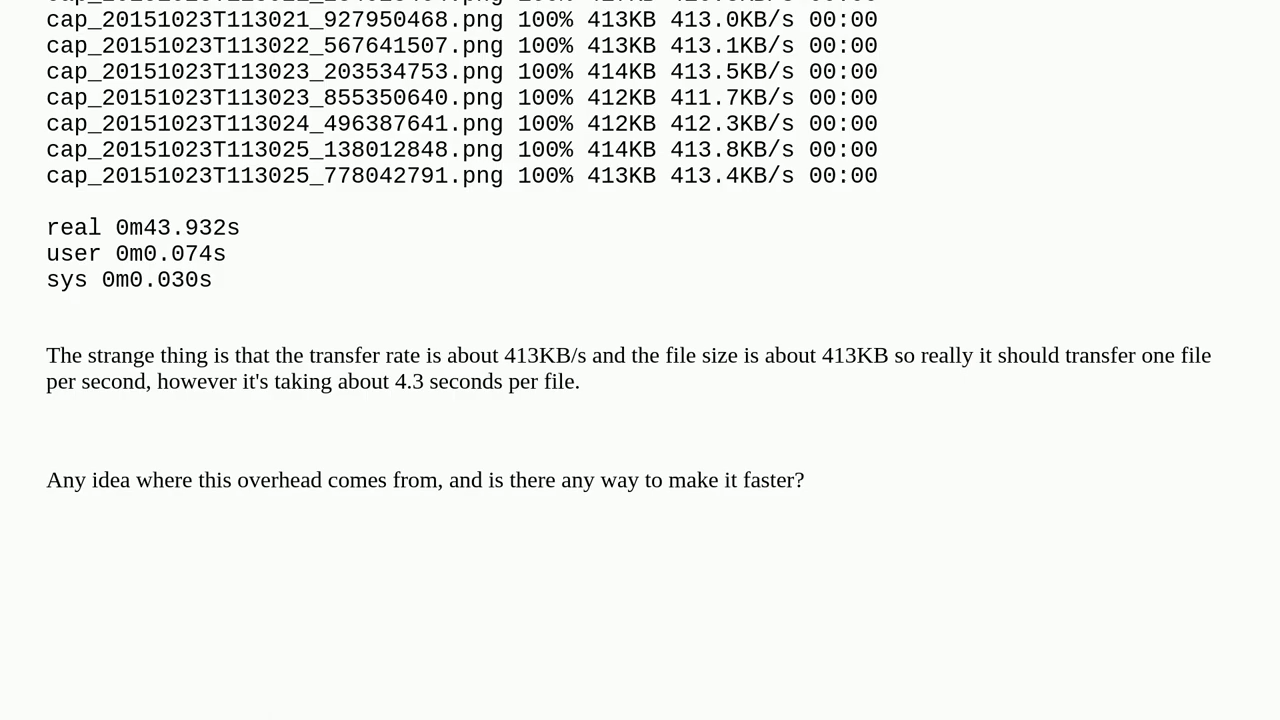 cap_20151023T113021_927950468.png 100% 413KB 413.0KB/s 00:00
cap_20151023T113022_567641507.png 100% 413KB 413.1KB/s 00:00
cap_20151023T113023_203534753.png 100% 414KB 413.5KB/s 00:00
cap_20151023T113023_855350640.png 100% 412KB 411.7KB/s 00:00
cap_20151023T113024_496387641.png 100% 412KB 412.3KB/s 00:00
cap_20151023T113025_138012848.png 100% 414KB 413.8KB/s 00:00
cap_20151023T113025_778042791.png 100% 413KB 413.4KB/s 00:00
real 0m43.932s
user 0m0.074s
sys 0m0.030s
The strange thing is that the transfer rate is about 413KB/s and the file size is about 413KB so really it should transfer one file
per second, however it's taking about 4.3 seconds per file.
Any idea where this overhead comes from, and is there any way to make it faster?